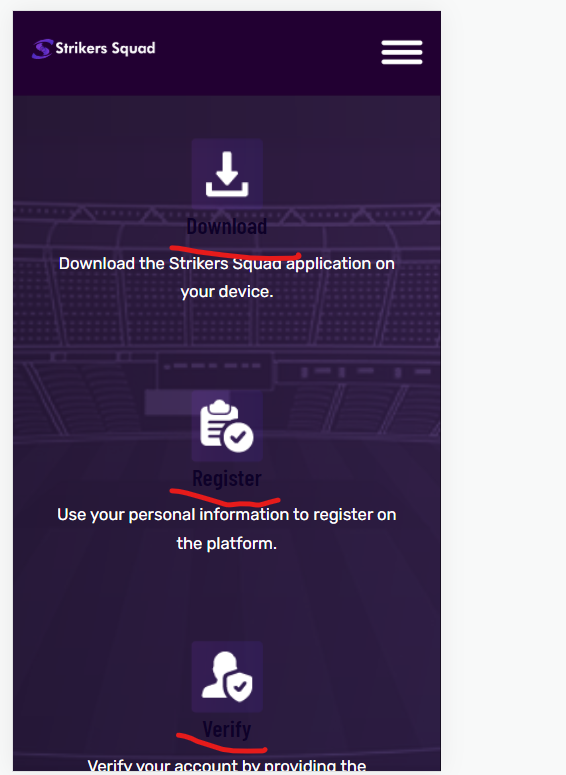 Strikers Squad
Download
Download the Strikers Squad application on
your device.
Register
Use your personal information to register on
the platform.
Verify
Verify your account by providing the